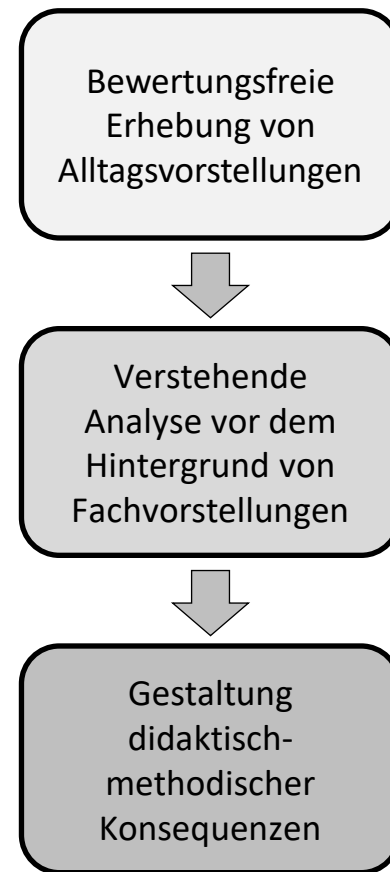 Bewertungsfreie
Erhebung von
Alltagsvorstellungen
Verstehende
Analyse vor dem
Hintergrund von
Fachvorstellungen
Gestaltung
didaktisch-
methodischer
Konsequenzen